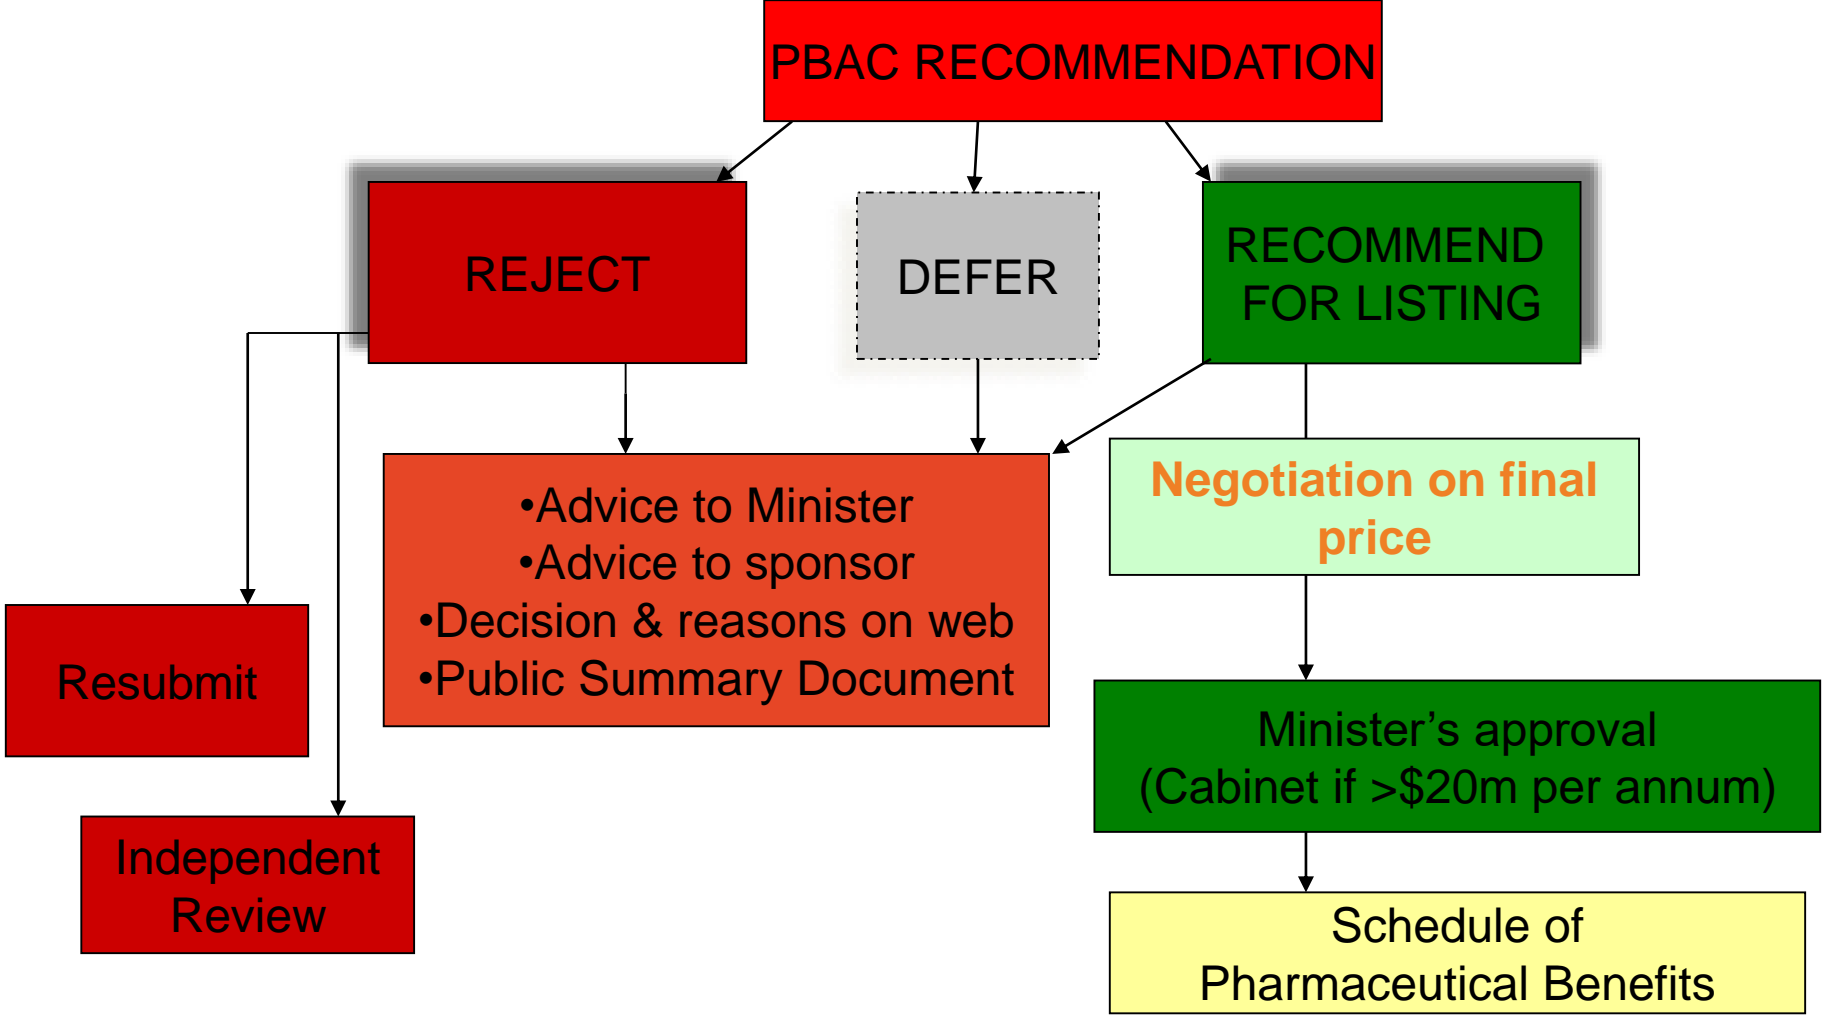 PBAC RECOMMENDATION
REJECT
DEFER
RECOMMEND
FOR LISTING
•Advice to Minister
•Advice to sponsor
•Decision & reasons on web
•Public Summary Document
Negotiation on final
price
Resubmit
Independent
Review
Minister’s approval
(Cabinet if >$20m per annum)
Schedule of
Pharmaceutical Benefits